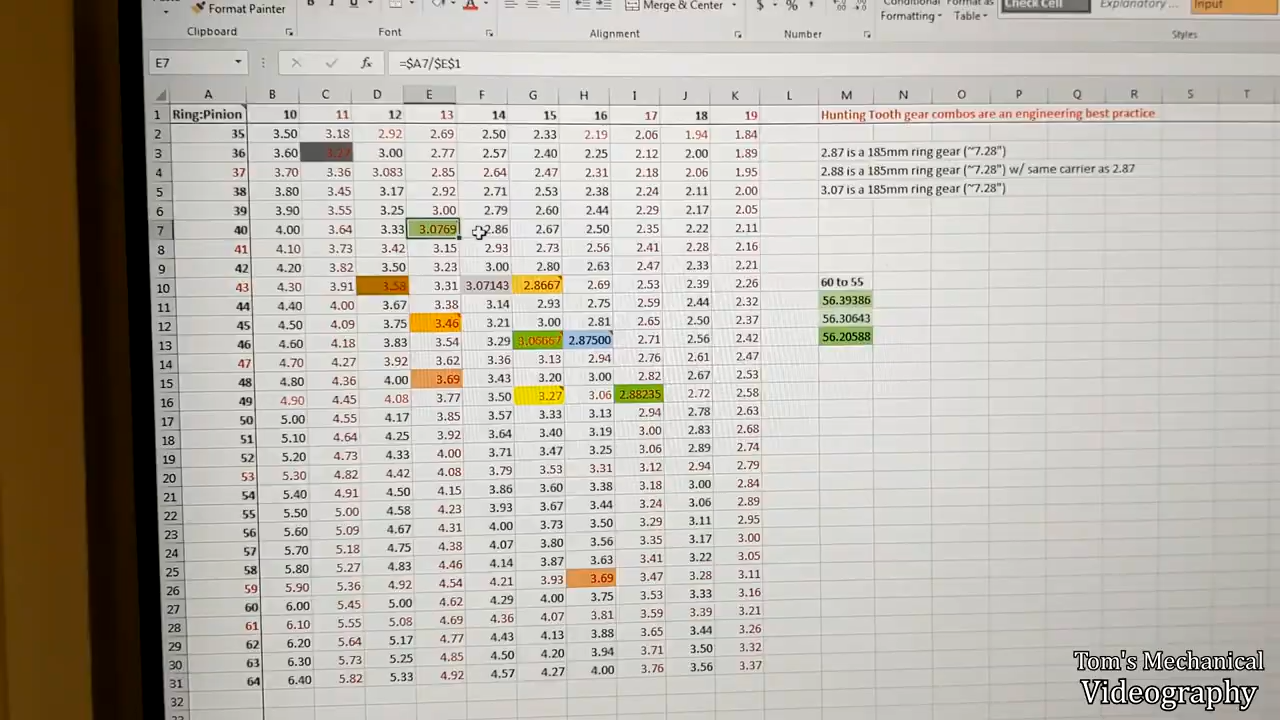 Format Painter
Merge & Center
$ % ,
Conditional Format as
Formatting Table
Check Cell Explanatory ... Input
Clipboard Font Alignment Number Styles
E7 fx =$A7/$E$1
A B C D E F G H I J K L M N O P Q R S T
1 Ring:Pinion 10 11 12 13 14 15 16 17 18 19 Hunting Tooth gear combos are an engineering best practice
2 35 3.50 3.18 2.92 2.69 2.50 2.33 2.19 2.06 1.94 1.84
3 36 3.60 3.27 3.00 2.77 2.57 2.40 2.25 2.12 2.00 1.89 2.87 is a 185mm ring gear (~7.28")
4 37 3.70 3.36 3.083 2.85 2.64 2.47 2.31 2.18 2.06 1.95 2.88 is a 185mm ring gear (~7.28") w/ same carrier as 2.87
5 38 3.80 3.45 3.17 2.92 2.71 2.53 2.38 2.24 2.11 2.00 3.07 is a 185mm ring gear (~7.28")
6 39 3.90 3.55 3.25 3.00 2.79 2.60 2.44 2.29 2.17 2.05
7 40 4.00 3.64 3.33 3.0769 2.86 2.67 2.50 2.35 2.22 2.11
8 41 4.10 3.73 3.42 3.15 2.93 2.73 2.56 2.41 2.28 2.16
9 42 4.20 3.82 3.50 3.23 3.00 2.80 2.63 2.47 2.33 2.21
10 43 4.30 3.91 3.58 3.31 3.07143 2.8667 2.69 2.53 2.39 2.26 60 to 55
11 44 4.40 4.00 3.67 3.38 3.14 2.93 2.75 2.59 2.44 2.32 56.39386
12 45 4.50 4.09 3.75 3.46 3.21 3.00 2.81 2.65 2.50 2.37 56.30643
13 46 4.60 4.18 3.83 3.54 3.29 3.06667 2.87500 2.71 2.56 2.42 56.20588
14 47 4.70 4.27 3.92 3.62 3.36 3.13 2.94 2.76 2.61 2.47
15 48 4.80 4.36 4.00 3.69 3.43 3.20 3.00 2.82 2.67 2.53
16 49 4.90 4.45 4.08 3.77 3.50 3.27 3.06 2.88235 2.72 2.58
17 50 5.00 4.55 4.17 3.85 3.57 3.33 3.13 2.94 2.78 2.63
18 51 5.10 4.64 4.25 3.92 3.64 3.40 3.19 3.00 2.83 2.68
19 52 5.20 4.73 4.33 4.00 3.71 3.47 3.25 3.06 2.89 2.74
20 53 5.30 4.82 4.42 4.08 3.79 3.53 3.31 3.12 2.94 2.79
21 54 5.40 4.91 4.50 4.15 3.86 3.60 3.38 3.18 3.00 2.84
22 55 5.50 5.00 4.58 4.23 3.93 3.67 3.44 3.24 3.06 2.89
23 56 5.60 5.09 4.67 4.31 4.00 3.73 3.50 3.29 3.11 2.95
24 57 5.70 5.18 4.75 4.38 4.07 3.80 3.56 3.35 3.17 3.00
25 58 5.80 5.27 4.83 4.46 4.14 3.87 3.63 3.41 3.22 3.05
26 59 5.90 5.36 4.92 4.54 4.21 3.93 3.69 3.47 3.28 3.11
27 60 6.00 5.45 5.00 4.62 4.29 4.00 3.75 3.53 3.33 3.16
28 61 6.10 5.55 5.08 4.69 4.36 4.07 3.81 3.59 3.39 3.21
29 62 6.20 5.64 5.17 4.77 4.43 4.13 3.88 3.65 3.44 3.26
30 63 6.30 5.73 5.25 4.85 4.50 4.20 3.94 3.71 3.50 3.32
31 64 6.40 5.82 5.33 4.92 4.57 4.27 4.00 3.76 3.56 3.37
32
Tom's Mechanical
Videography